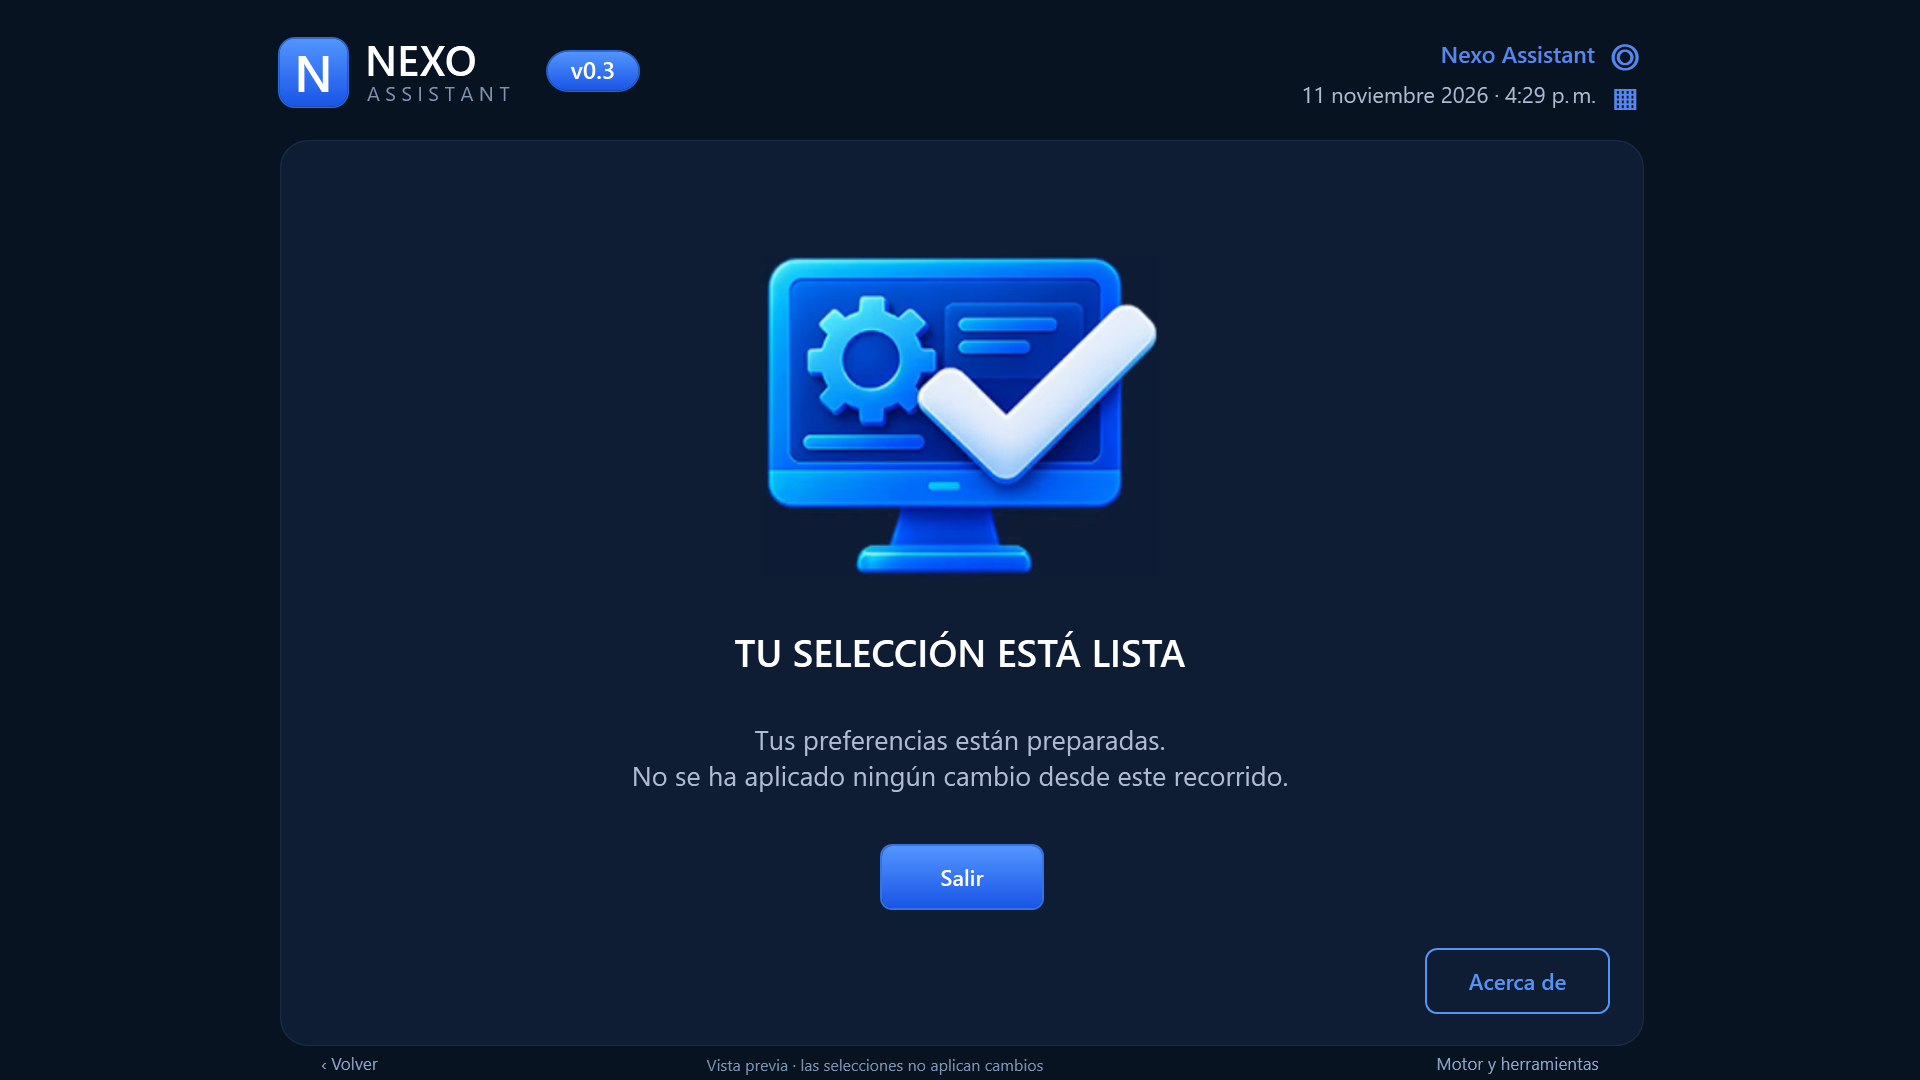 N
NEXO
ASSISTANT
v0.3
Nexo Assistant
11 noviembre 2026 · 4:29 p. m.
TU SELECCIÓN ESTÁ LISTA
Tus preferencias están preparadas.
No se ha aplicado ningún cambio desde este recorrido.
Salir
Acerca de
‹ Volver
Vista previa · las selecciones no aplican cambios
Motor y herramientas